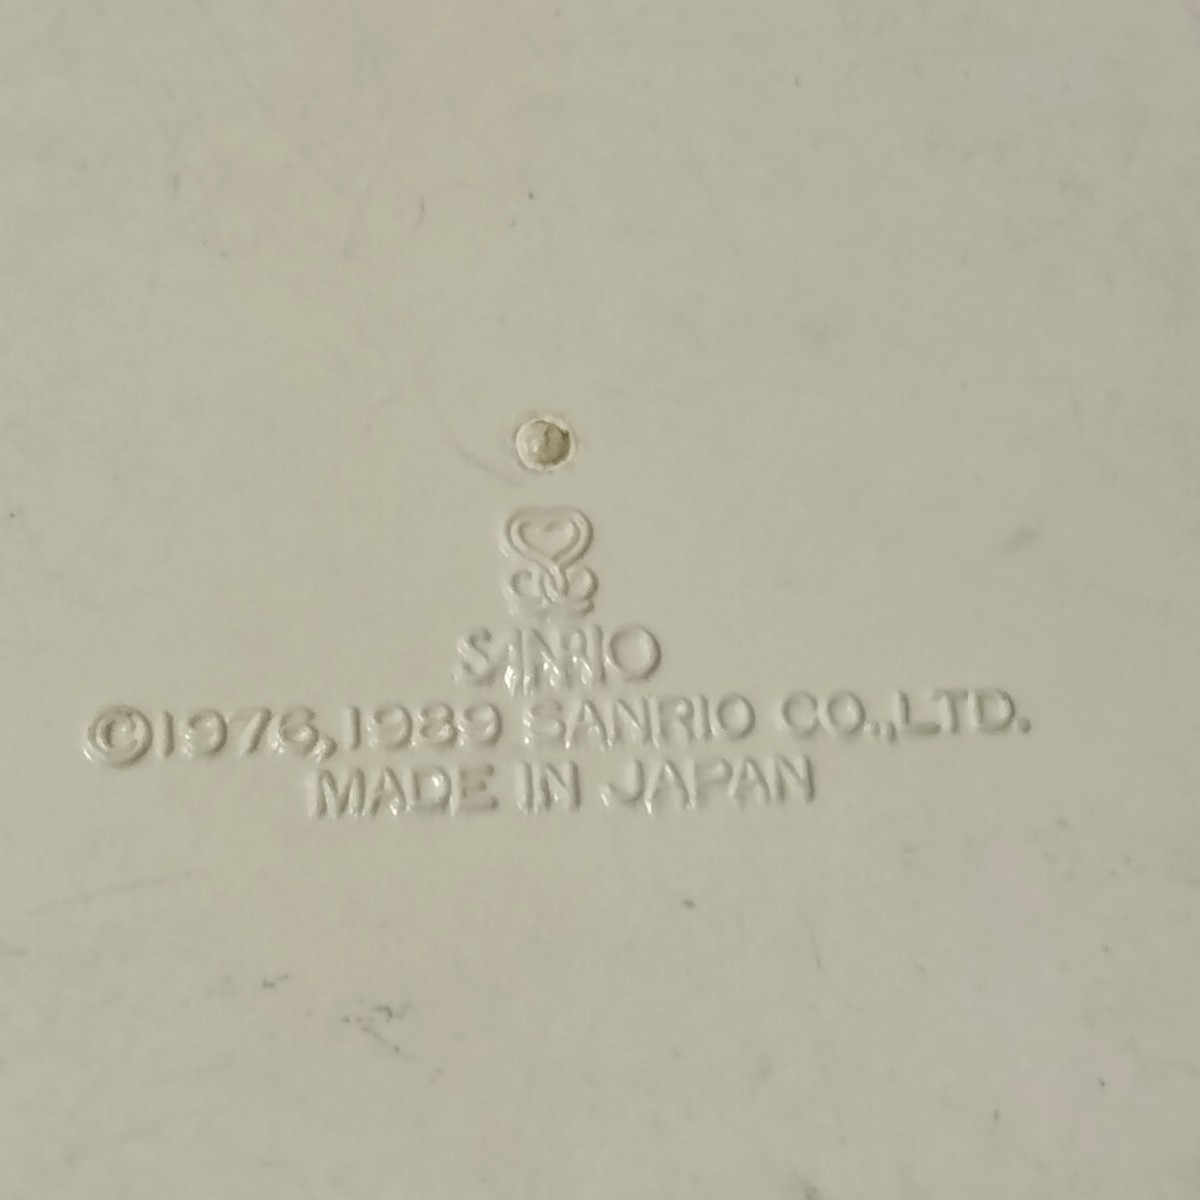 SANRIO
©1976,1989 SANRIO CO.,LTD.
MADE IN JAPAN